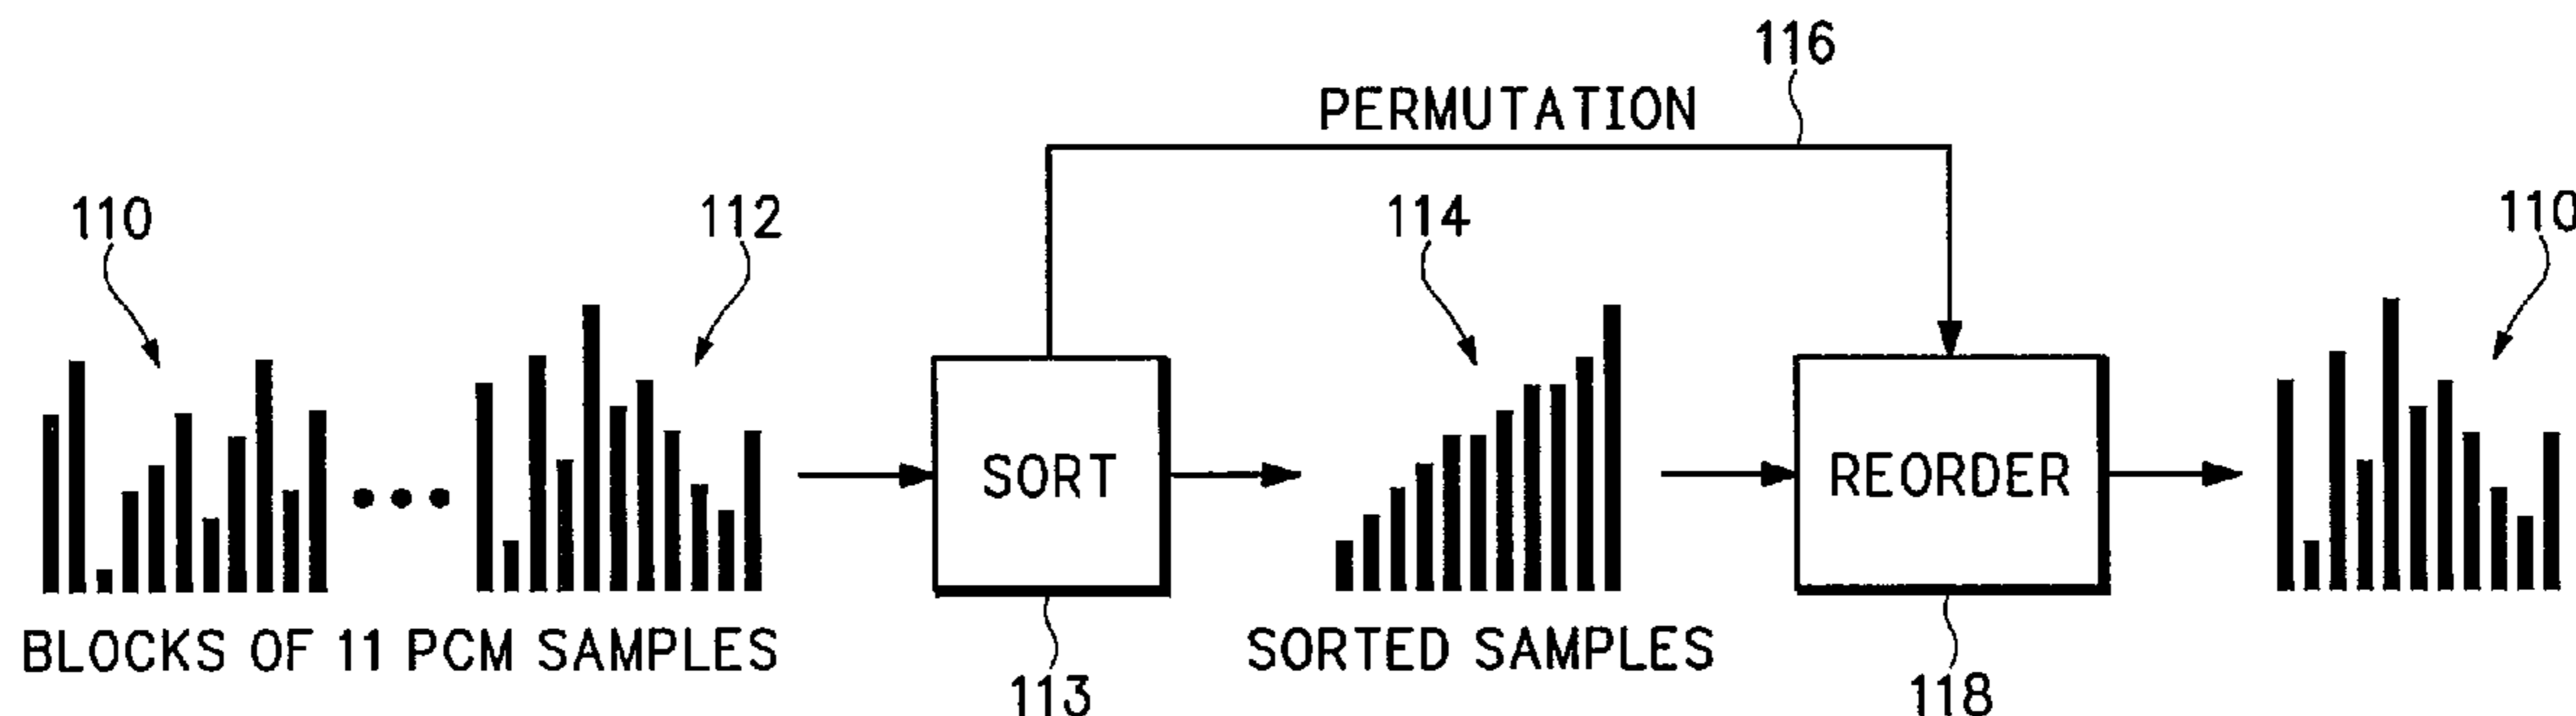 116
PERMUTATION
110
112
114
110
SORT
REORDER
BLOCKS OF 11 PCM SAMPLES
SORTED SAMPLES
113
118